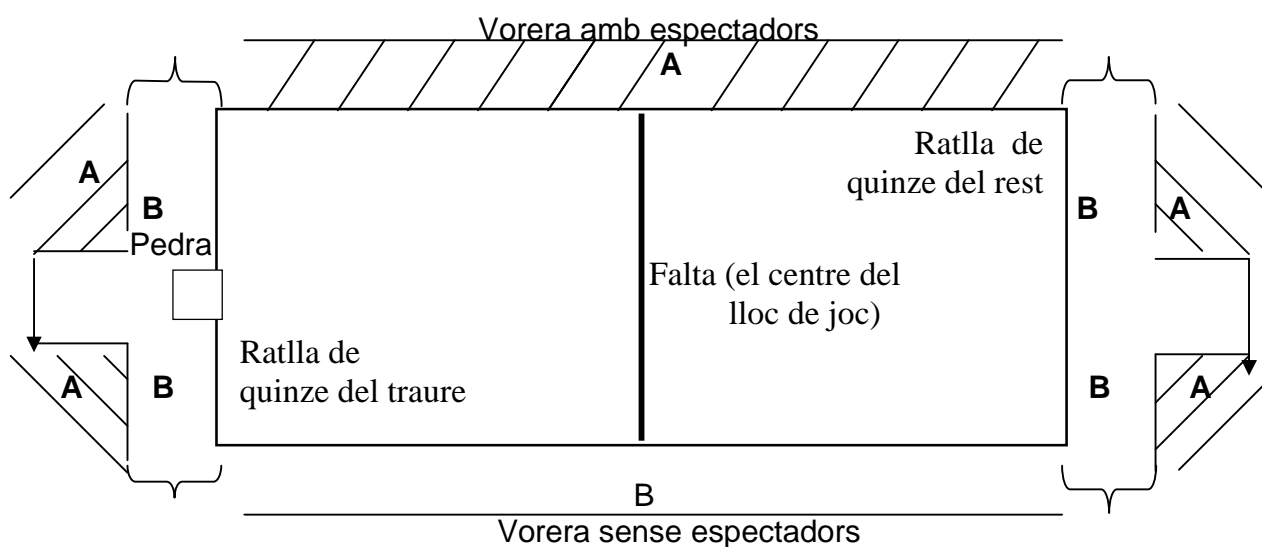 Vorera amb espectadors
A
Ratlla de
quinze del rest
A
B
B
A
Pedra
Falta (el centre del
lloc de joc)
Ratlla de
quinze del traure
A
B
B
A
B
Vorera sense espectadors